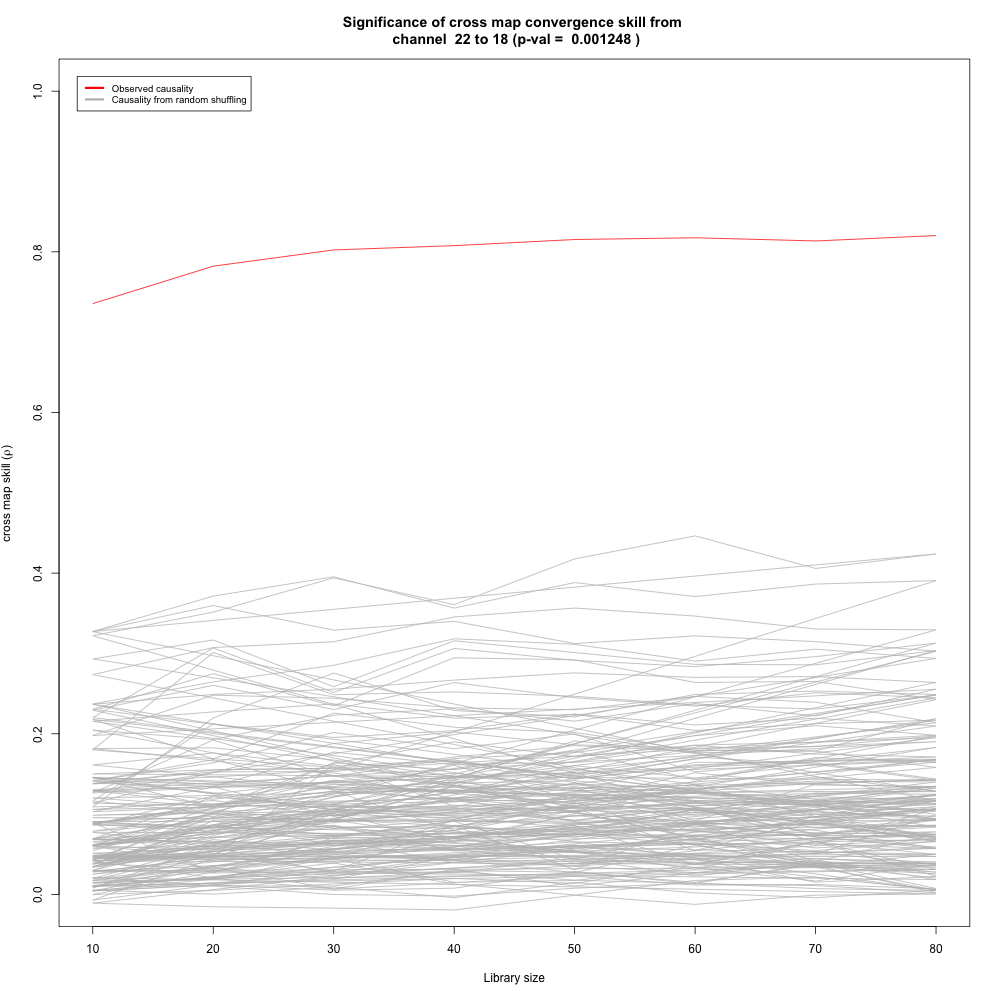 Significance of cross map convergence skill from
channel  22 to 18 (p-val =  0.001248 )
Observed causality
Causality from random shuffling
cross map skill (ρ)
1.0
0.8
0.6
0.4
0.2
0.0
10 20 30 40 50 60 70 80
Library size